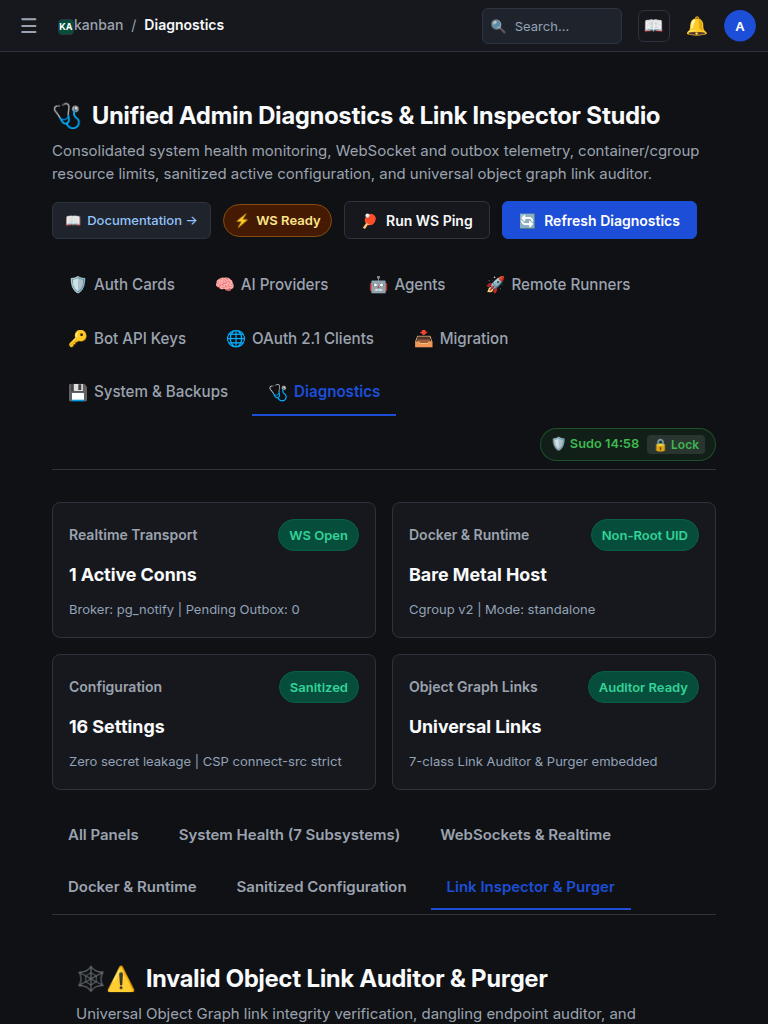 ☰ KA kanban / Diagnostics 🔍 Search... 📖 🔔 A
🩺 Unified Admin Diagnostics & Link Inspector Studio
Consolidated system health monitoring, WebSocket and outbox telemetry, container/cgroup
resource limits, sanitized active configuration, and universal object graph link auditor.
📖 Documentation → ⚡ WS Ready 🏓 Run WS Ping 🔄 Refresh Diagnostics
🛡️ Auth Cards 🧠 AI Providers 🤖 Agents 🚀 Remote Runners
🔑 Bot API Keys 🌐 OAuth 2.1 Clients 📤 Migration
💾 System & Backups 🩺 Diagnostics
🛡️ Sudo 14:58 🔒 Lock
Realtime Transport WS Open
1 Active Conns
Broker: pg_notify | Pending Outbox: 0
Docker & Runtime Non-Root UID
Bare Metal Host
Cgroup v2 | Mode: standalone
Configuration Sanitized
16 Settings
Zero secret leakage | CSP connect-src strict
Object Graph Links Auditor Ready
Universal Links
7-class Link Auditor & Purger embedded
All Panels System Health (7 Subsystems) WebSockets & Realtime
Docker & Runtime Sanitized Configuration Link Inspector & Purger
🕸️⚠️ Invalid Object Link Auditor & Purger
Universal Object Graph link integrity verification, dangling endpoint auditor, and